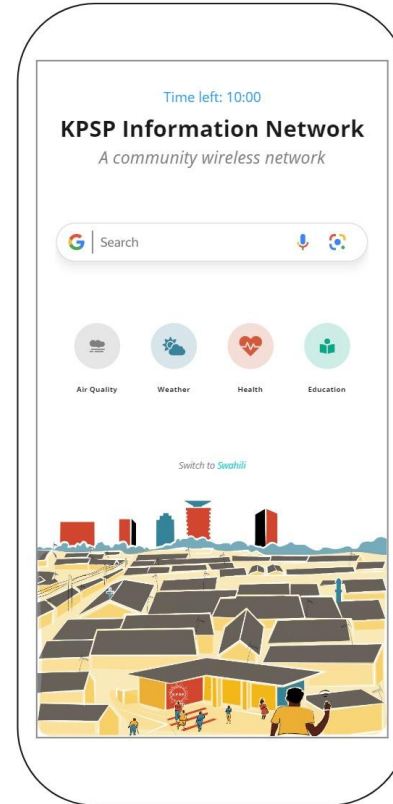 Time left: 10:00
KPSP Information Network
A community wireless network
G Search
Air Quality Weather Health Education
Switch to Swahili
KPSP